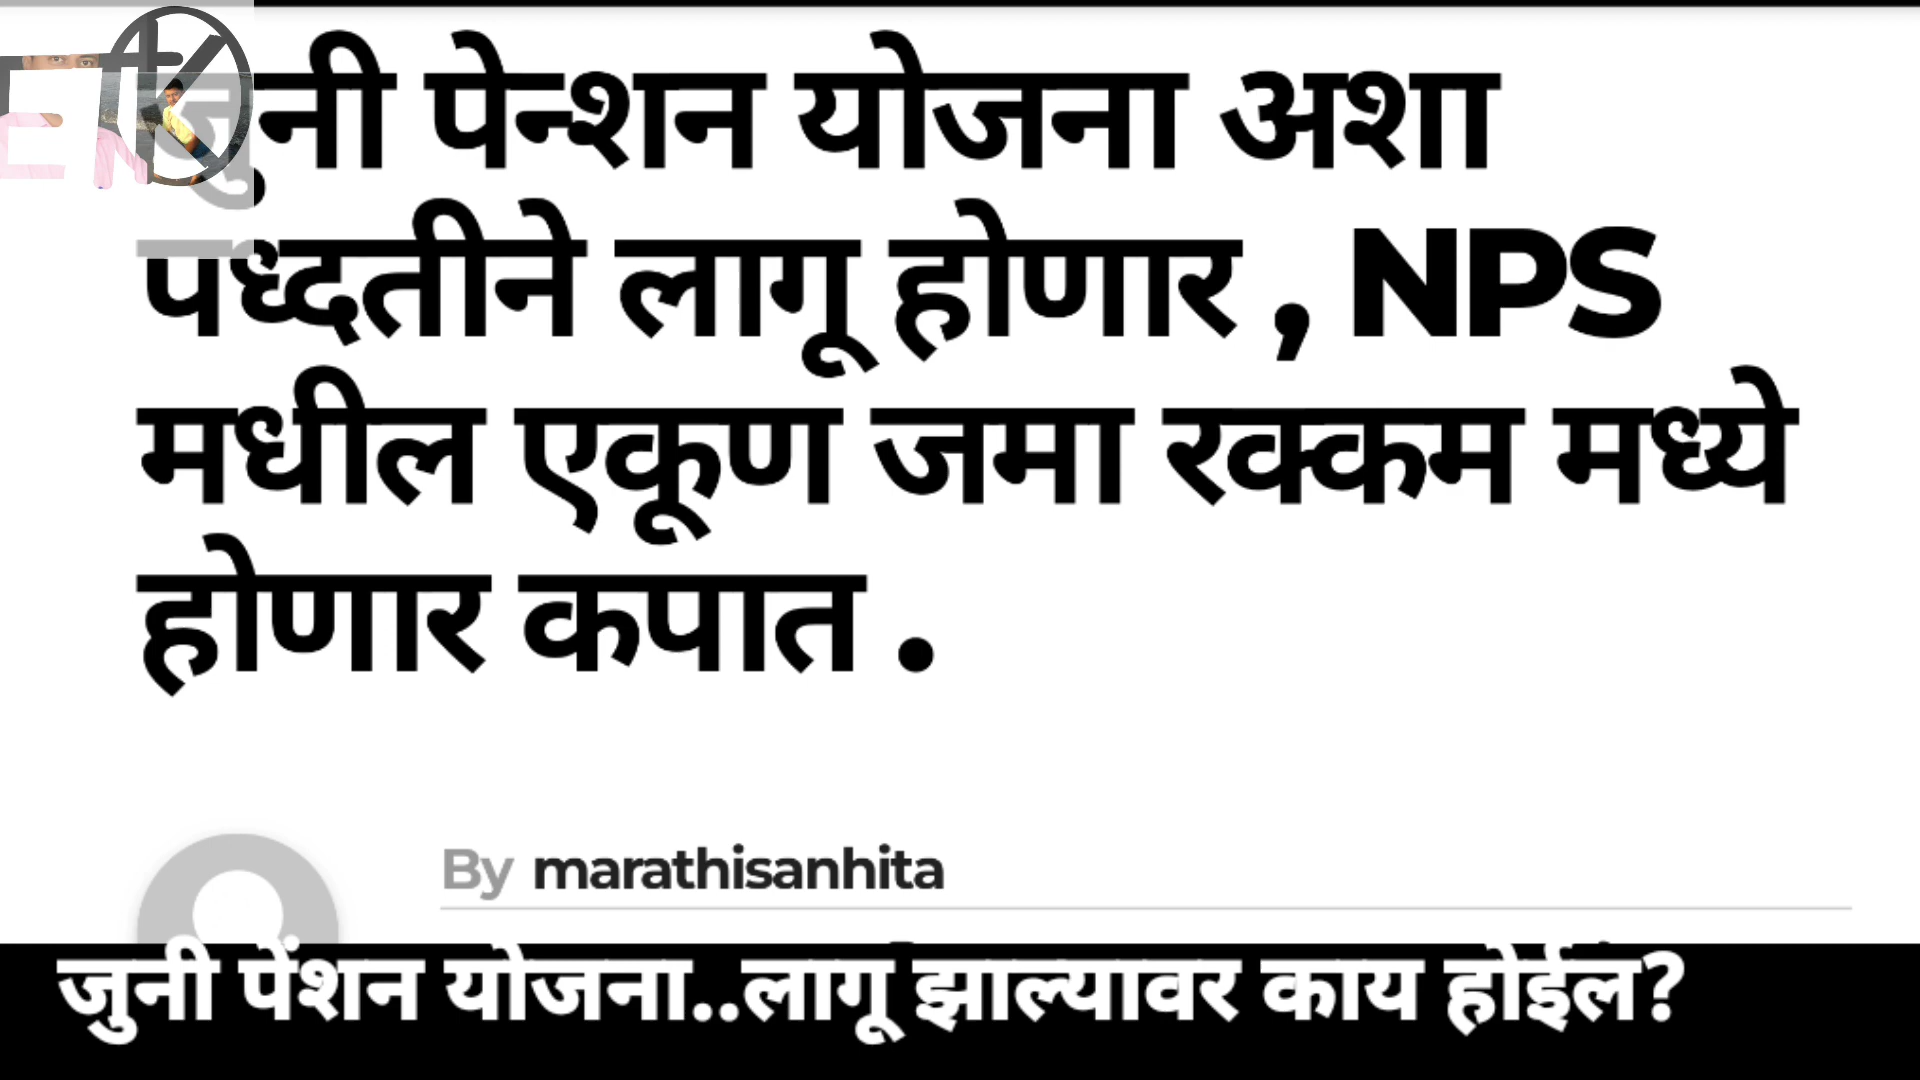 जुनी पेन्शन योजना अशा
पध्दतीने लागू होणार , NPS
मधील एकूण जमा रक्कम मध्ये
होणार कपात .
By marathisanhita
जुनी पेंशन योजना..लागू झाल्यावर काय होईल?